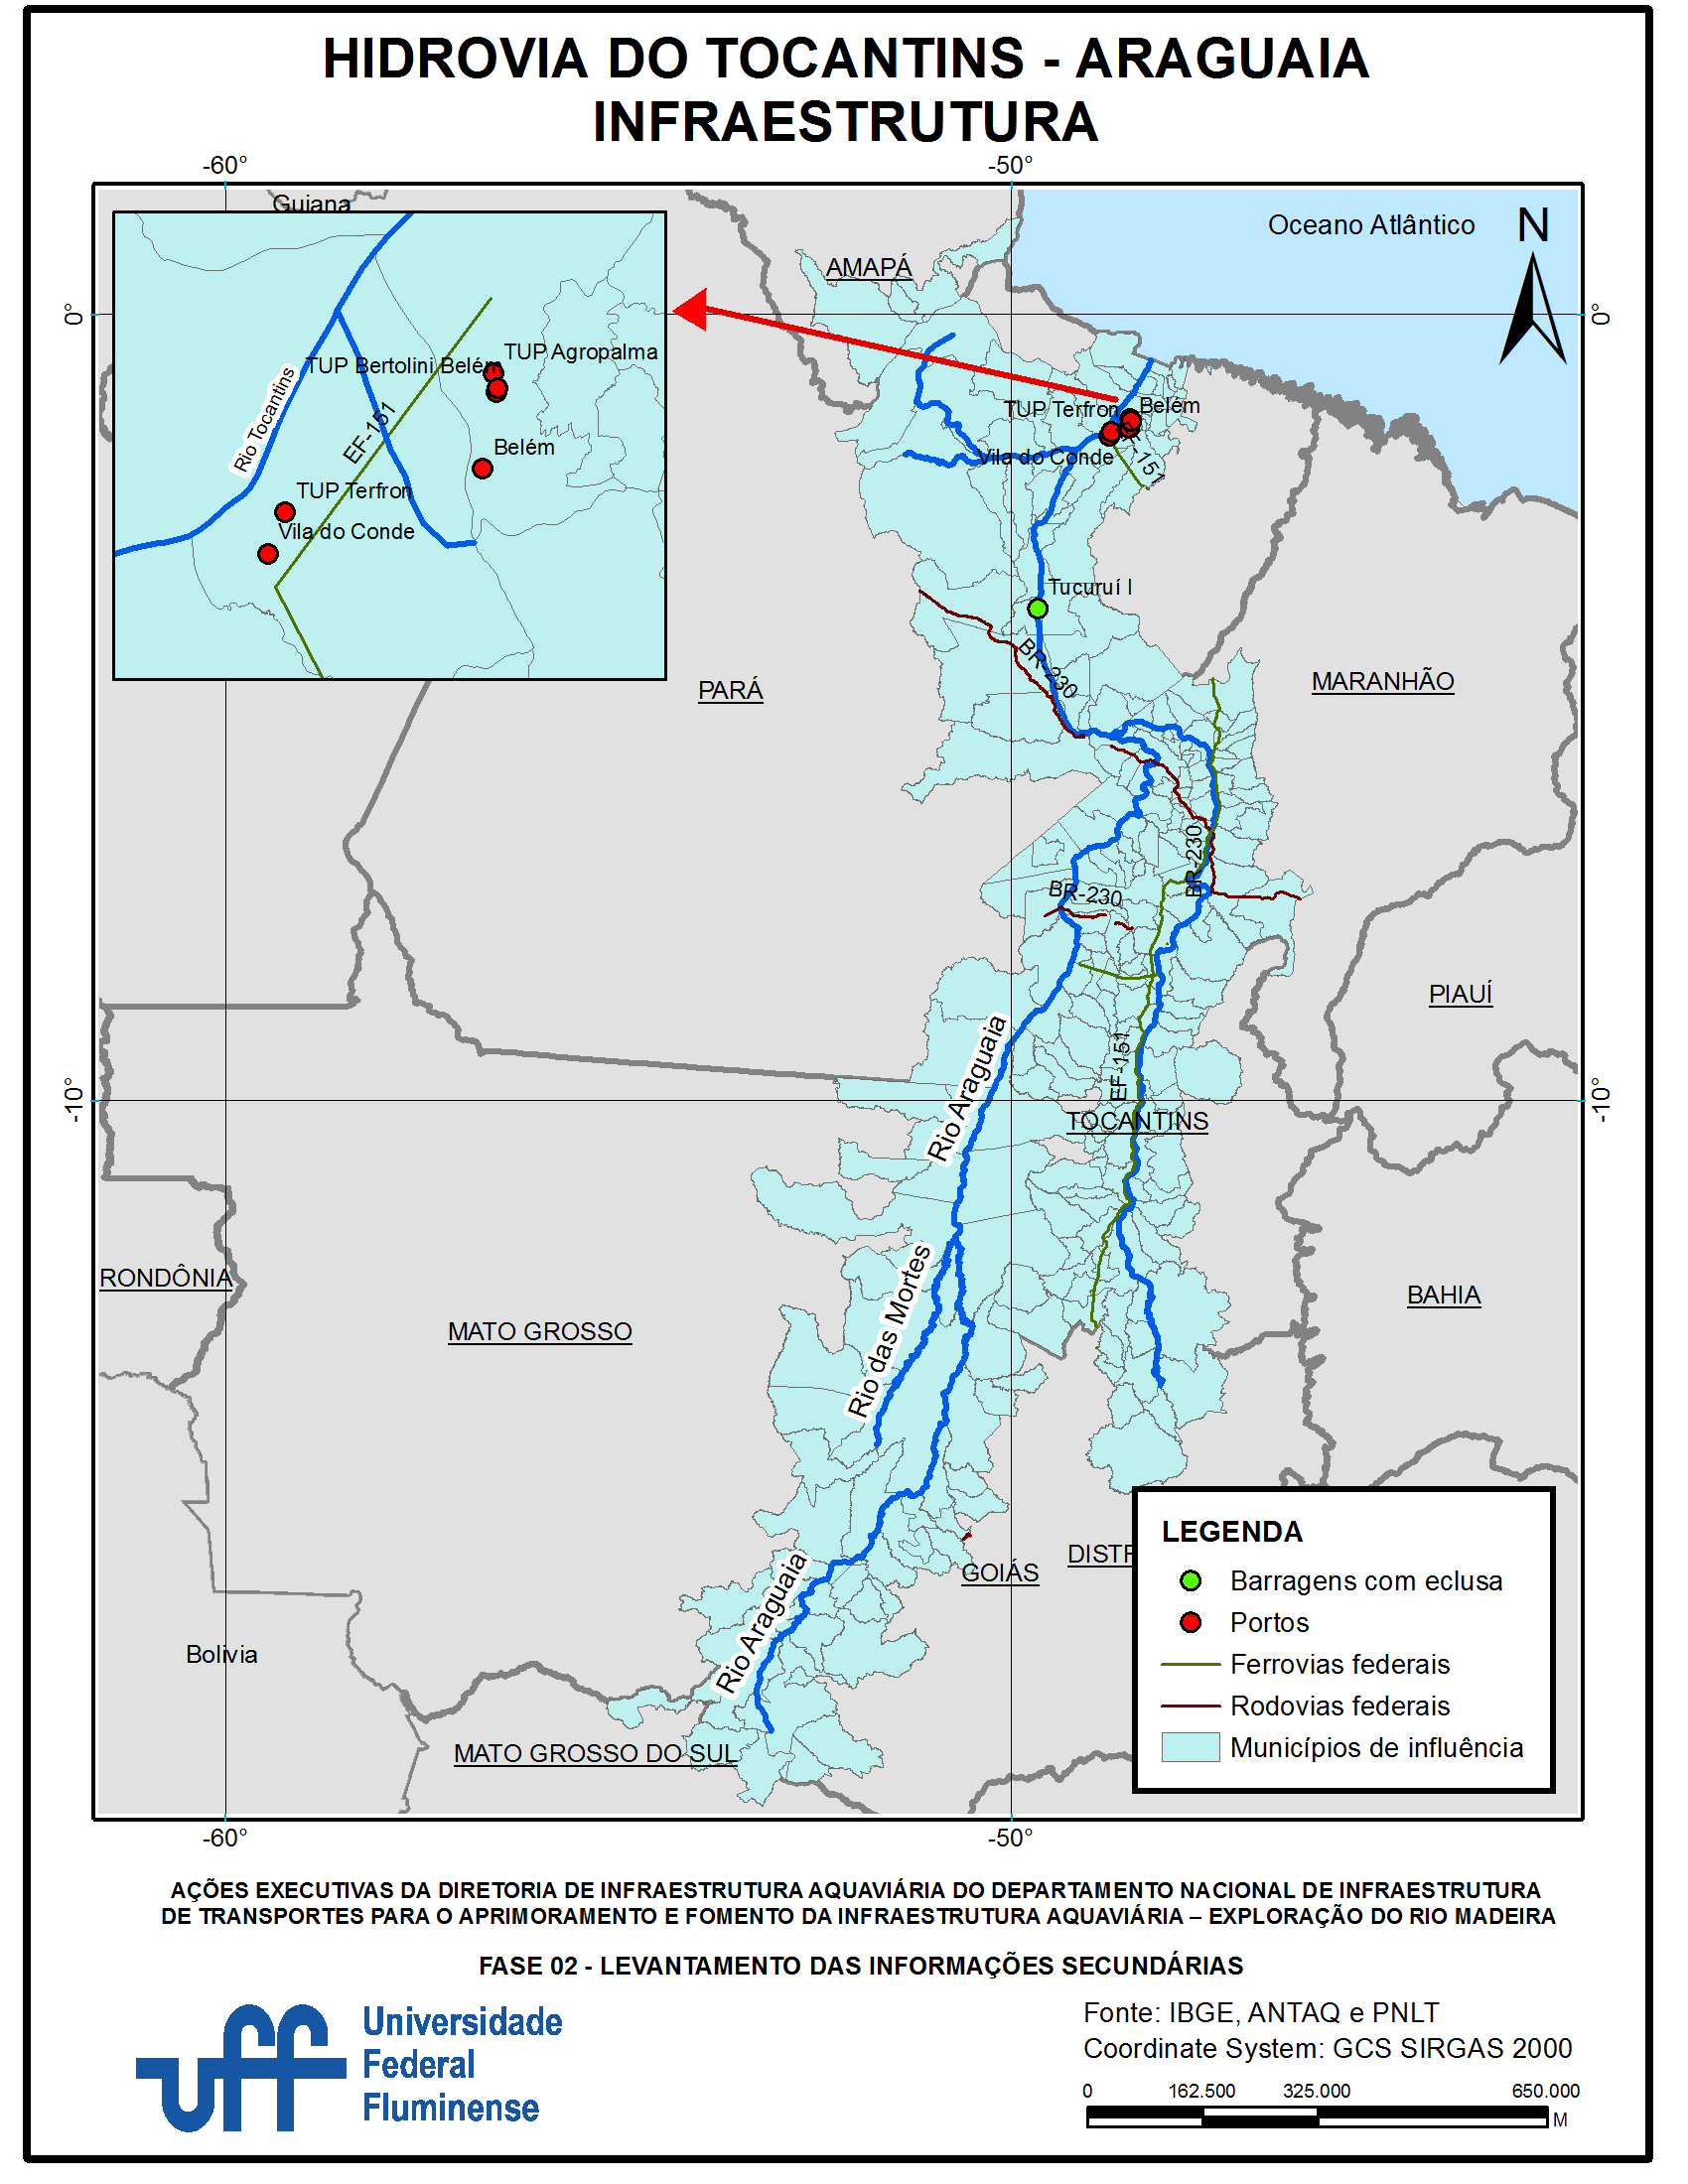 HIDROVIA DO TOCANTINS - ARAGUAIA
INFRAESTRUTURA
-60°
-50°
Guiana
Oceano Atlântico
N
AMAPÁ
0°
0°
TUP Agropalma
TUP Bertolini Belém
Rio Tocantins
EF-151
Belém
TUP Terfron
Vila do Conde
TUP Terfron
Belém
Vila do Conde
EF-151
Tucuruí I
BR-230
PARÁ
MARANHÃO
BR-230
BR-230
PIAUÍ
Rio Araguaia
EF-151
-10°
-10°
TOCANTINS
RONDÔNIA
Rio das Mortes
BAHIA
MATO GROSSO
GOIÁS
DISTR
Rio Araguaia
Bolivia
MATO GROSSO DO SUL
LEGENDA
Barragens com eclusa
Portos
Ferrovias federais
Rodovias federais
Municípios de influência
-60°
-50°
AÇÕES EXECUTIVAS DA DIRETORIA DE INFRAESTRUTURA AQUAVIÁRIA DO DEPARTAMENTO NACIONAL DE INFRAESTRUTURA
DE TRANSPORTES PARA O APRIMORAMENTO E FOMENTO DA INFRAESTRUTURA AQUAVIÁRIA – EXPLORAÇÃO DO RIO MADEIRA
FASE 02 - LEVANTAMENTO DAS INFORMAÇÕES SECUNDÁRIAS
uff
Universidade
Federal
Fluminense
Fonte: IBGE, ANTAQ e PNLT
Coordinate System: GCS SIRGAS 2000
0 162.500 325.000 650.000
M